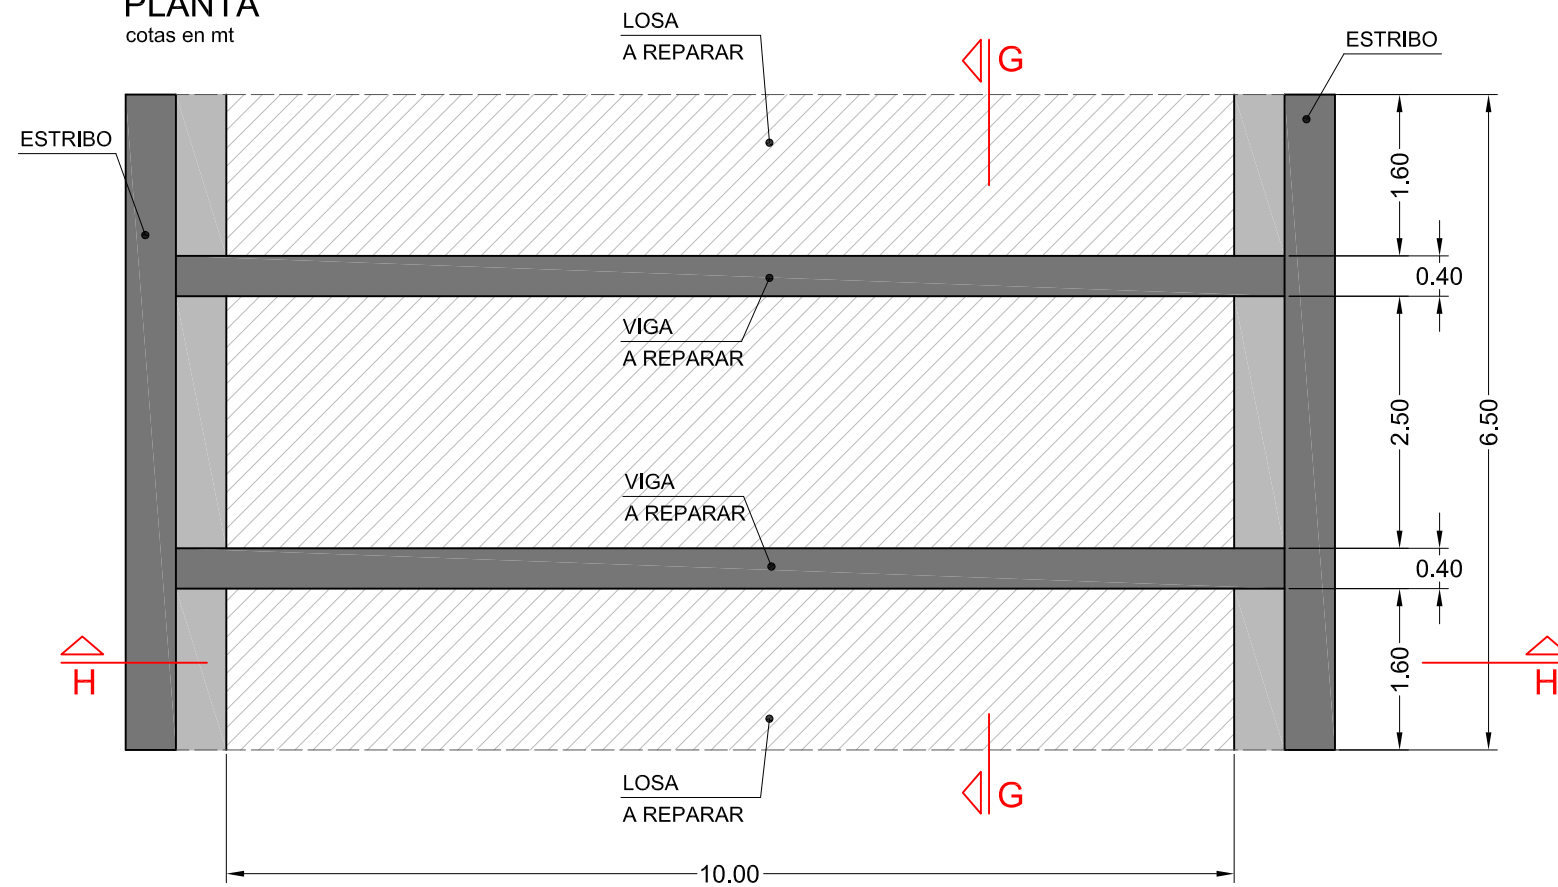 PLANTA
cotas en mt
LOSA
A REPARAR
G
ESTRIBO
ESTRIBO
1.60
0.40
VIGA
A REPARAR
2.50
6.50
VIGA
A REPARAR
0.40
H
H
1.60
LOSA
A REPARAR
G
10.00